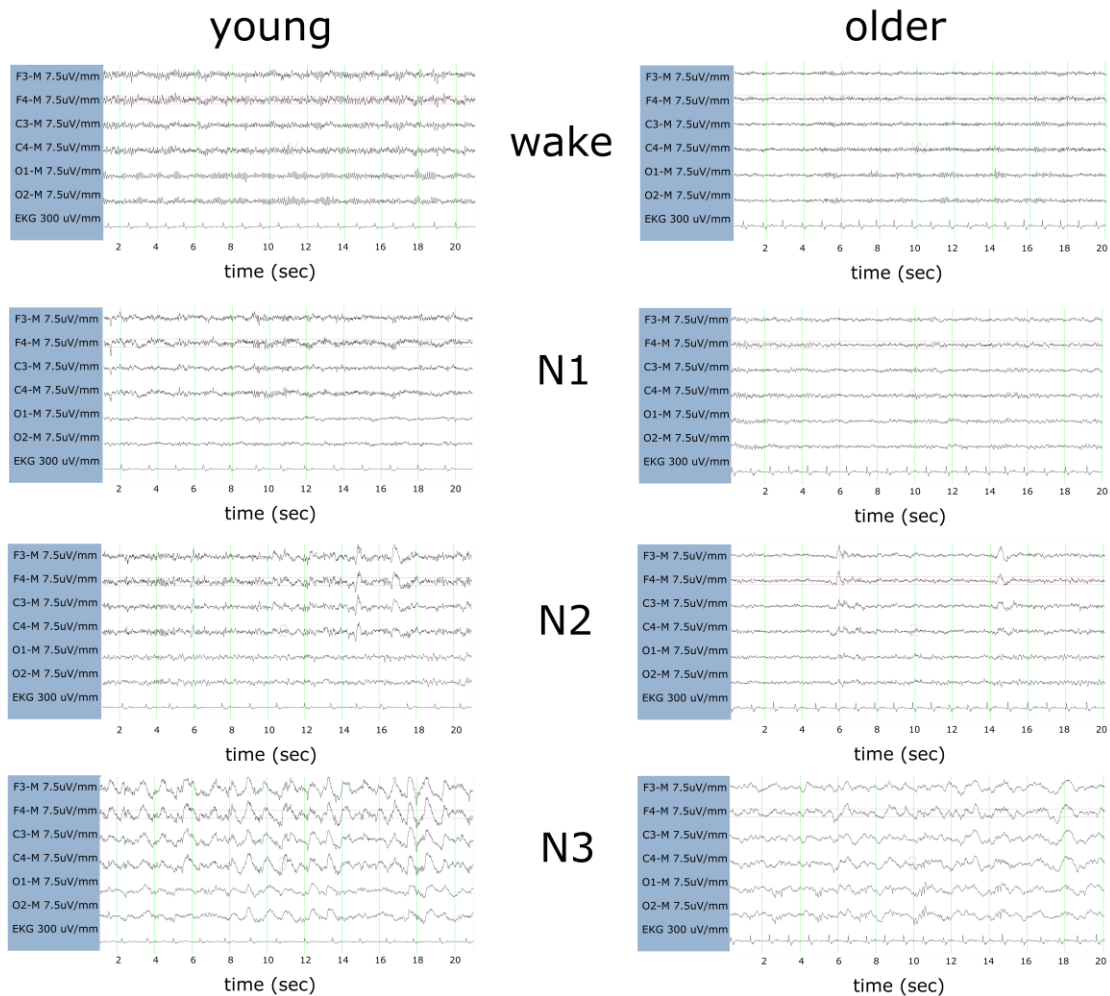 young older
wake
F3-M 7.5uV/mm
F4-M 7.5uV/mm
C3-M 7.5uV/mm
C4-M 7.5uV/mm
O1-M 7.5uV/mm
O2-M 7.5uV/mm
EKG 300 uV/mm
2 4 6 8 10 12 14 16 18 20
time (sec)
F3-M 7.5uV/mm
F4-M 7.5uV/mm
C3-M 7.5uV/mm
C4-M 7.5uV/mm
O1-M 7.5uV/mm
O2-M 7.5uV/mm
EKG 300 uV/mm
2 4 6 8 10 12 14 16 18 20
time (sec)
N1
F3-M 7.5uV/mm
F4-M 7.5uV/mm
C3-M 7.5uV/mm
C4-M 7.5uV/mm
O1-M 7.5uV/mm
O2-M 7.5uV/mm
EKG 300 uV/mm
2 4 6 8 10 12 14 16 18 20
time (sec)
F3-M 7.5uV/mm
F4-M 7.5uV/mm
C3-M 7.5uV/mm
C4-M 7.5uV/mm
O1-M 7.5uV/mm
O2-M 7.5uV/mm
EKG 300 uV/mm
2 4 6 8 10 12 14 16 18 20
time (sec)
N2
F3-M 7.5uV/mm
F4-M 7.5uV/mm
C3-M 7.5uV/mm
C4-M 7.5uV/mm
O1-M 7.5uV/mm
O2-M 7.5uV/mm
EKG 300 uV/mm
2 4 6 8 10 12 14 16 18 20
time (sec)
F3-M 7.5uV/mm
F4-M 7.5uV/mm
C3-M 7.5uV/mm
C4-M 7.5uV/mm
O1-M 7.5uV/mm
O2-M 7.5uV/mm
EKG 300 uV/mm
2 4 6 8 10 12 14 16 18 20
time (sec)
N3
F3-M 7.5uV/mm
F4-M 7.5uV/mm
C3-M 7.5uV/mm
C4-M 7.5uV/mm
O1-M 7.5uV/mm
O2-M 7.5uV/mm
EKG 300 uV/mm
2 4 6 8 10 12 14 16 18 20
time (sec)
F3-M 7.5uV/mm
F4-M 7.5uV/mm
C3-M 7.5uV/mm
C4-M 7.5uV/mm
O1-M 7.5uV/mm
O2-M 7.5uV/mm
EKG 300 uV/mm
2 4 6 8 10 12 14 16 18 20
time (sec)